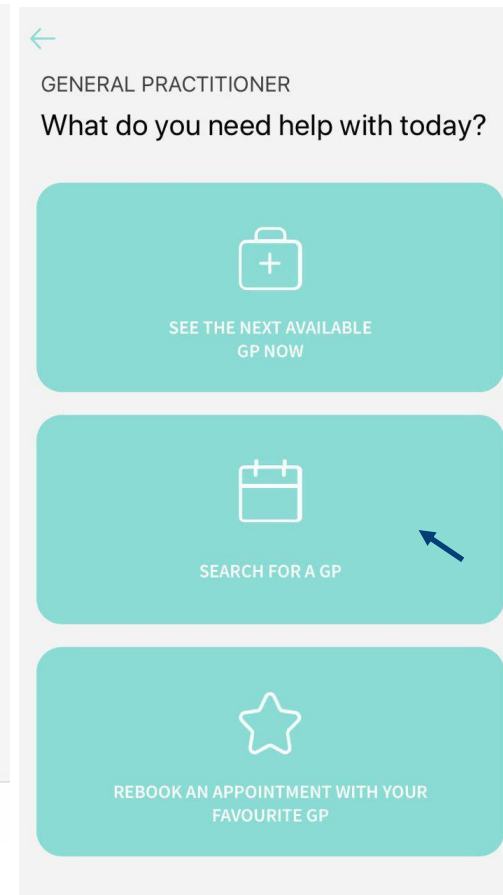 GENERAL PRACTITIONER
What do you need help with today?
SEE THE NEXT AVAILABLE
GP NOW
SEARCH FOR A GP
REBOOK AN APPOINTMENT WITH YOUR
FAVOURITE GP